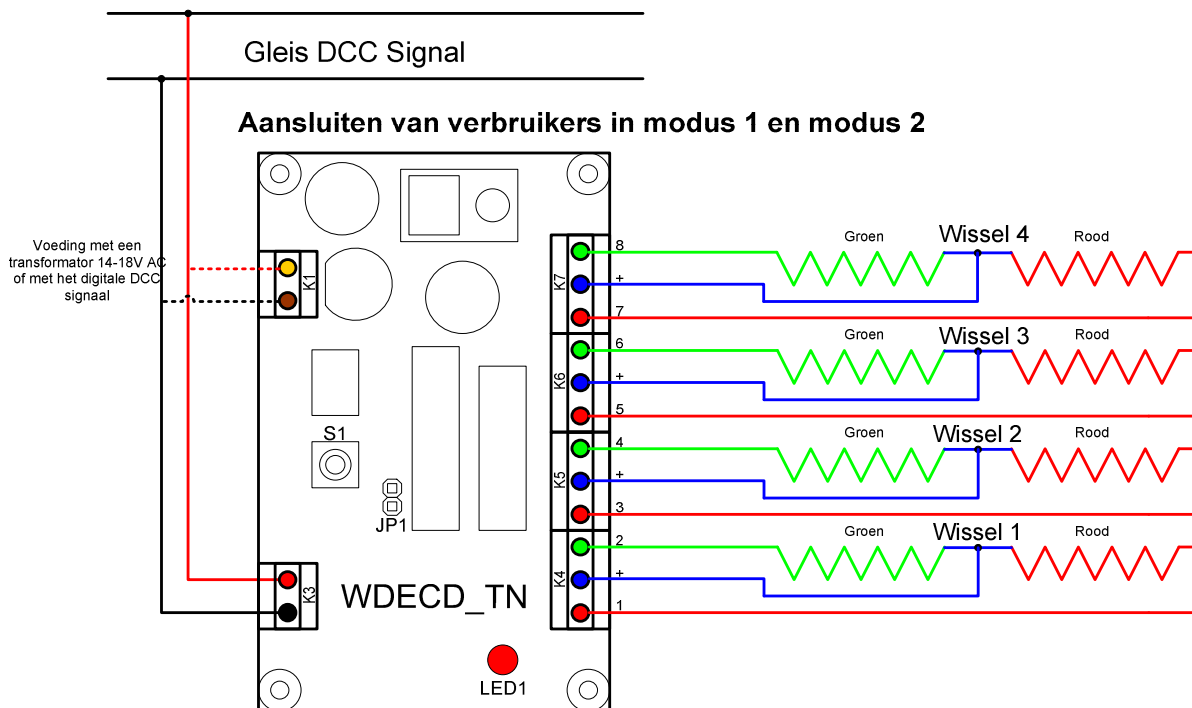 Gleis DCC Signal
Aansluiten van verbruikers in modus 1 en modus 2
Voeding met een
transformator 14-18V AC
of met het digitale DCC
signaal
K1
K3
S1
JP1
WDECD_TN
LED1
K7
8
+
7
Groen
Wissel 4
Rood
K6
6
+
5
Groen
Wissel 3
Rood
K5
4
+
3
Groen
Wissel 2
Rood
K4
2
+
1
Groen
Wissel 1
Rood